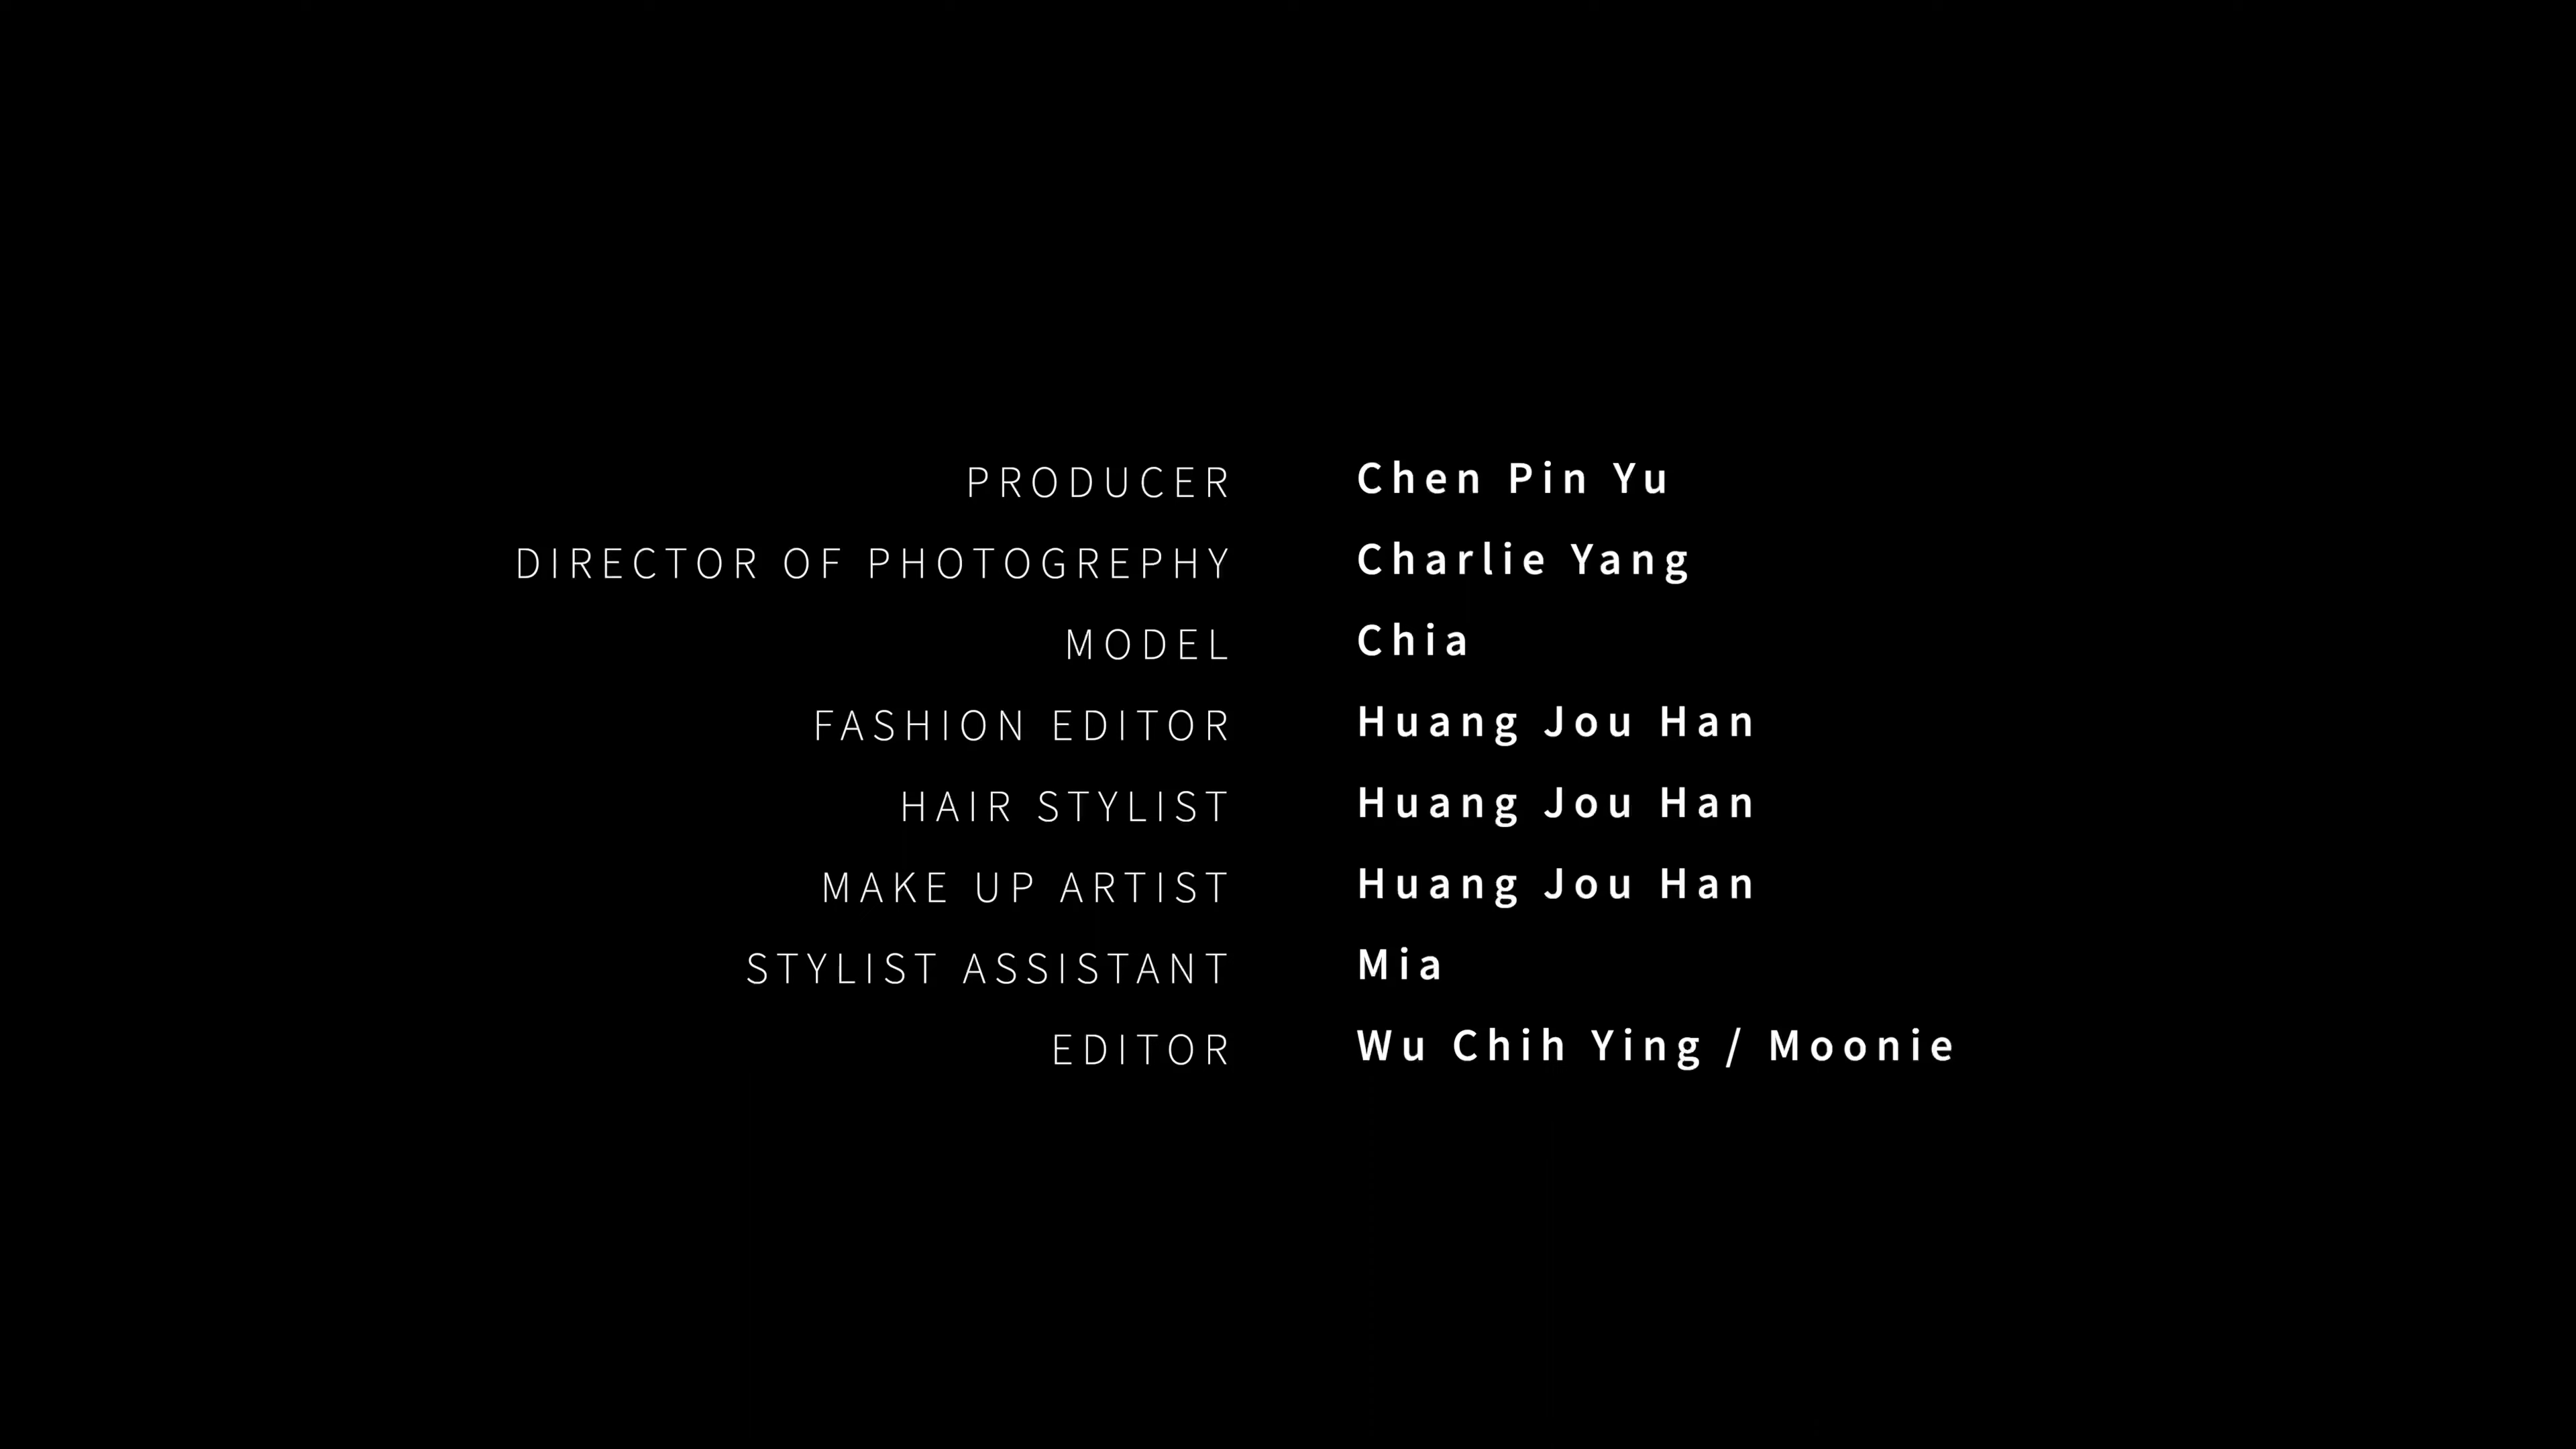 PRODUCER Chen Pin Yu
DIRECTOR OF PHOTOGREPHY Charlie Yang
MODEL Chia
FASHION EDITOR Huang Jou Han
HAIR STYLIST Huang Jou Han
MAKE UP ARTIST Huang Jou Han
STYLIST ASSISTANT Mia
EDITOR Wu Chih Ying / Moonie